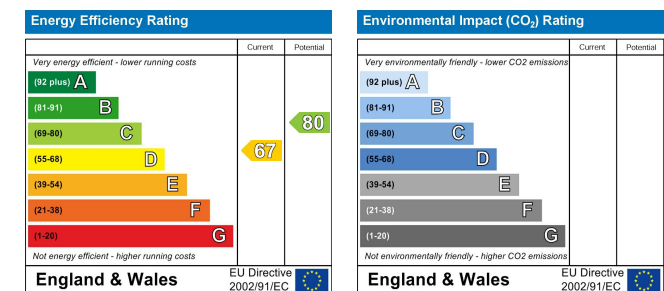 Energy Efficiency Rating
Current Potential
Very energy efficient - lower running costs
(92 plus) A
(81-91) B
(69-80) C
(55-68) D
(39-54) E
(21-38) F
(1-20) G
67
80
Not energy efficient - higher running costs
England & Wales
EU Directive
2002/91/EC
Environmental Impact (CO₂) Rating
Current Potential
Very environmentally friendly - lower CO2 emissions
(92 plus) A
(81-91) B
(69-80) C
(55-68) D
(39-54) E
(21-38) F
(1-20) G
Not environmentally friendly - higher CO2 emissions
England & Wales
EU Directive
2002/91/EC